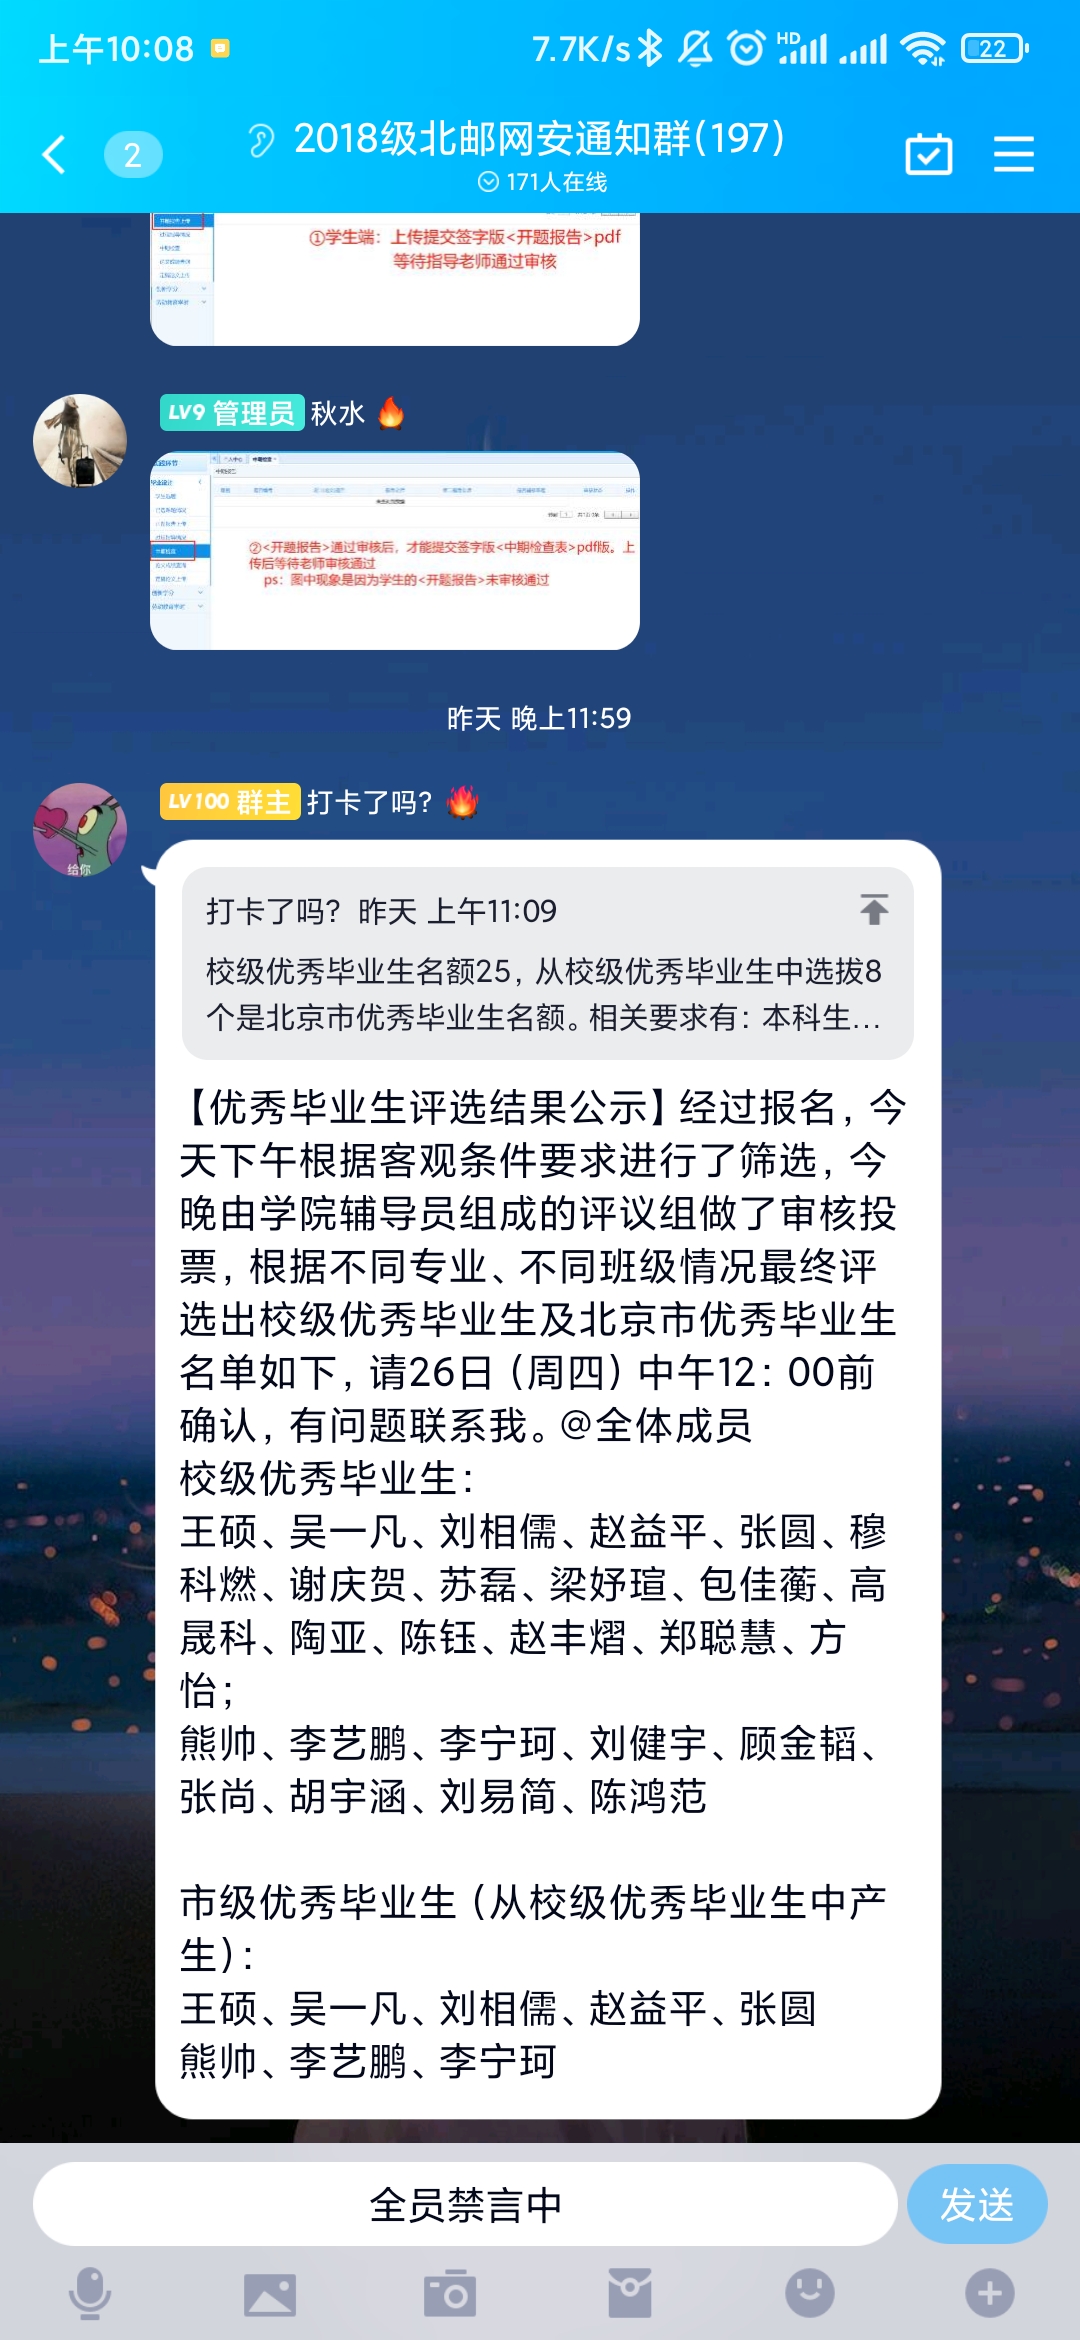 上午10:08
7.7K/s
HD
22
2
2018级北邮网安通知群(197)
171人在线
①学生端：上传提交签字版<开题报告>pdf
等待指导老师通过审核
LV9 管理员 秋水
②<开题报告>通过审核后，才能提交签字版<中期检查表>pdf版。上
传后等待老师审核通过
ps：图中现象是因为学生的<开题报告>未审核通过
昨天 晚上11:59
给你
LV100 群主 打卡了吗？
打卡了吗？ 昨天 上午11:09
校级优秀毕业生名额25，从校级优秀毕业生中选拔8
个是北京市优秀毕业生名额。相关要求有：本科生...
【优秀毕业生评选结果公示】经过报名，今
天下午根据客观条件要求进行了筛选，今
晚由学院辅导员组成的评议组做了审核投
票，根据不同专业、不同班级情况最终评
选出校级优秀毕业生及北京市优秀毕业生
名单如下，请26日（周四）中午12：00前
确认，有问题联系我。@全体成员
校级优秀毕业生：
王硕、吴一凡、刘相儒、赵益平、张圆、穆
科燃、谢庆贺、苏磊、梁妤瑄、包佳蘅、高
晟科、陶亚、陈钰、赵丰熠、郑聪慧、方
怡；
熊帅、李艺鹏、李宁珂、刘健宇、顾金韬、
张尚、胡宇涵、刘易简、陈鸿范
市级优秀毕业生（从校级优秀毕业生中产
生）：
王硕、吴一凡、刘相儒、赵益平、张圆
熊帅、李艺鹏、李宁珂
全员禁言中
发送